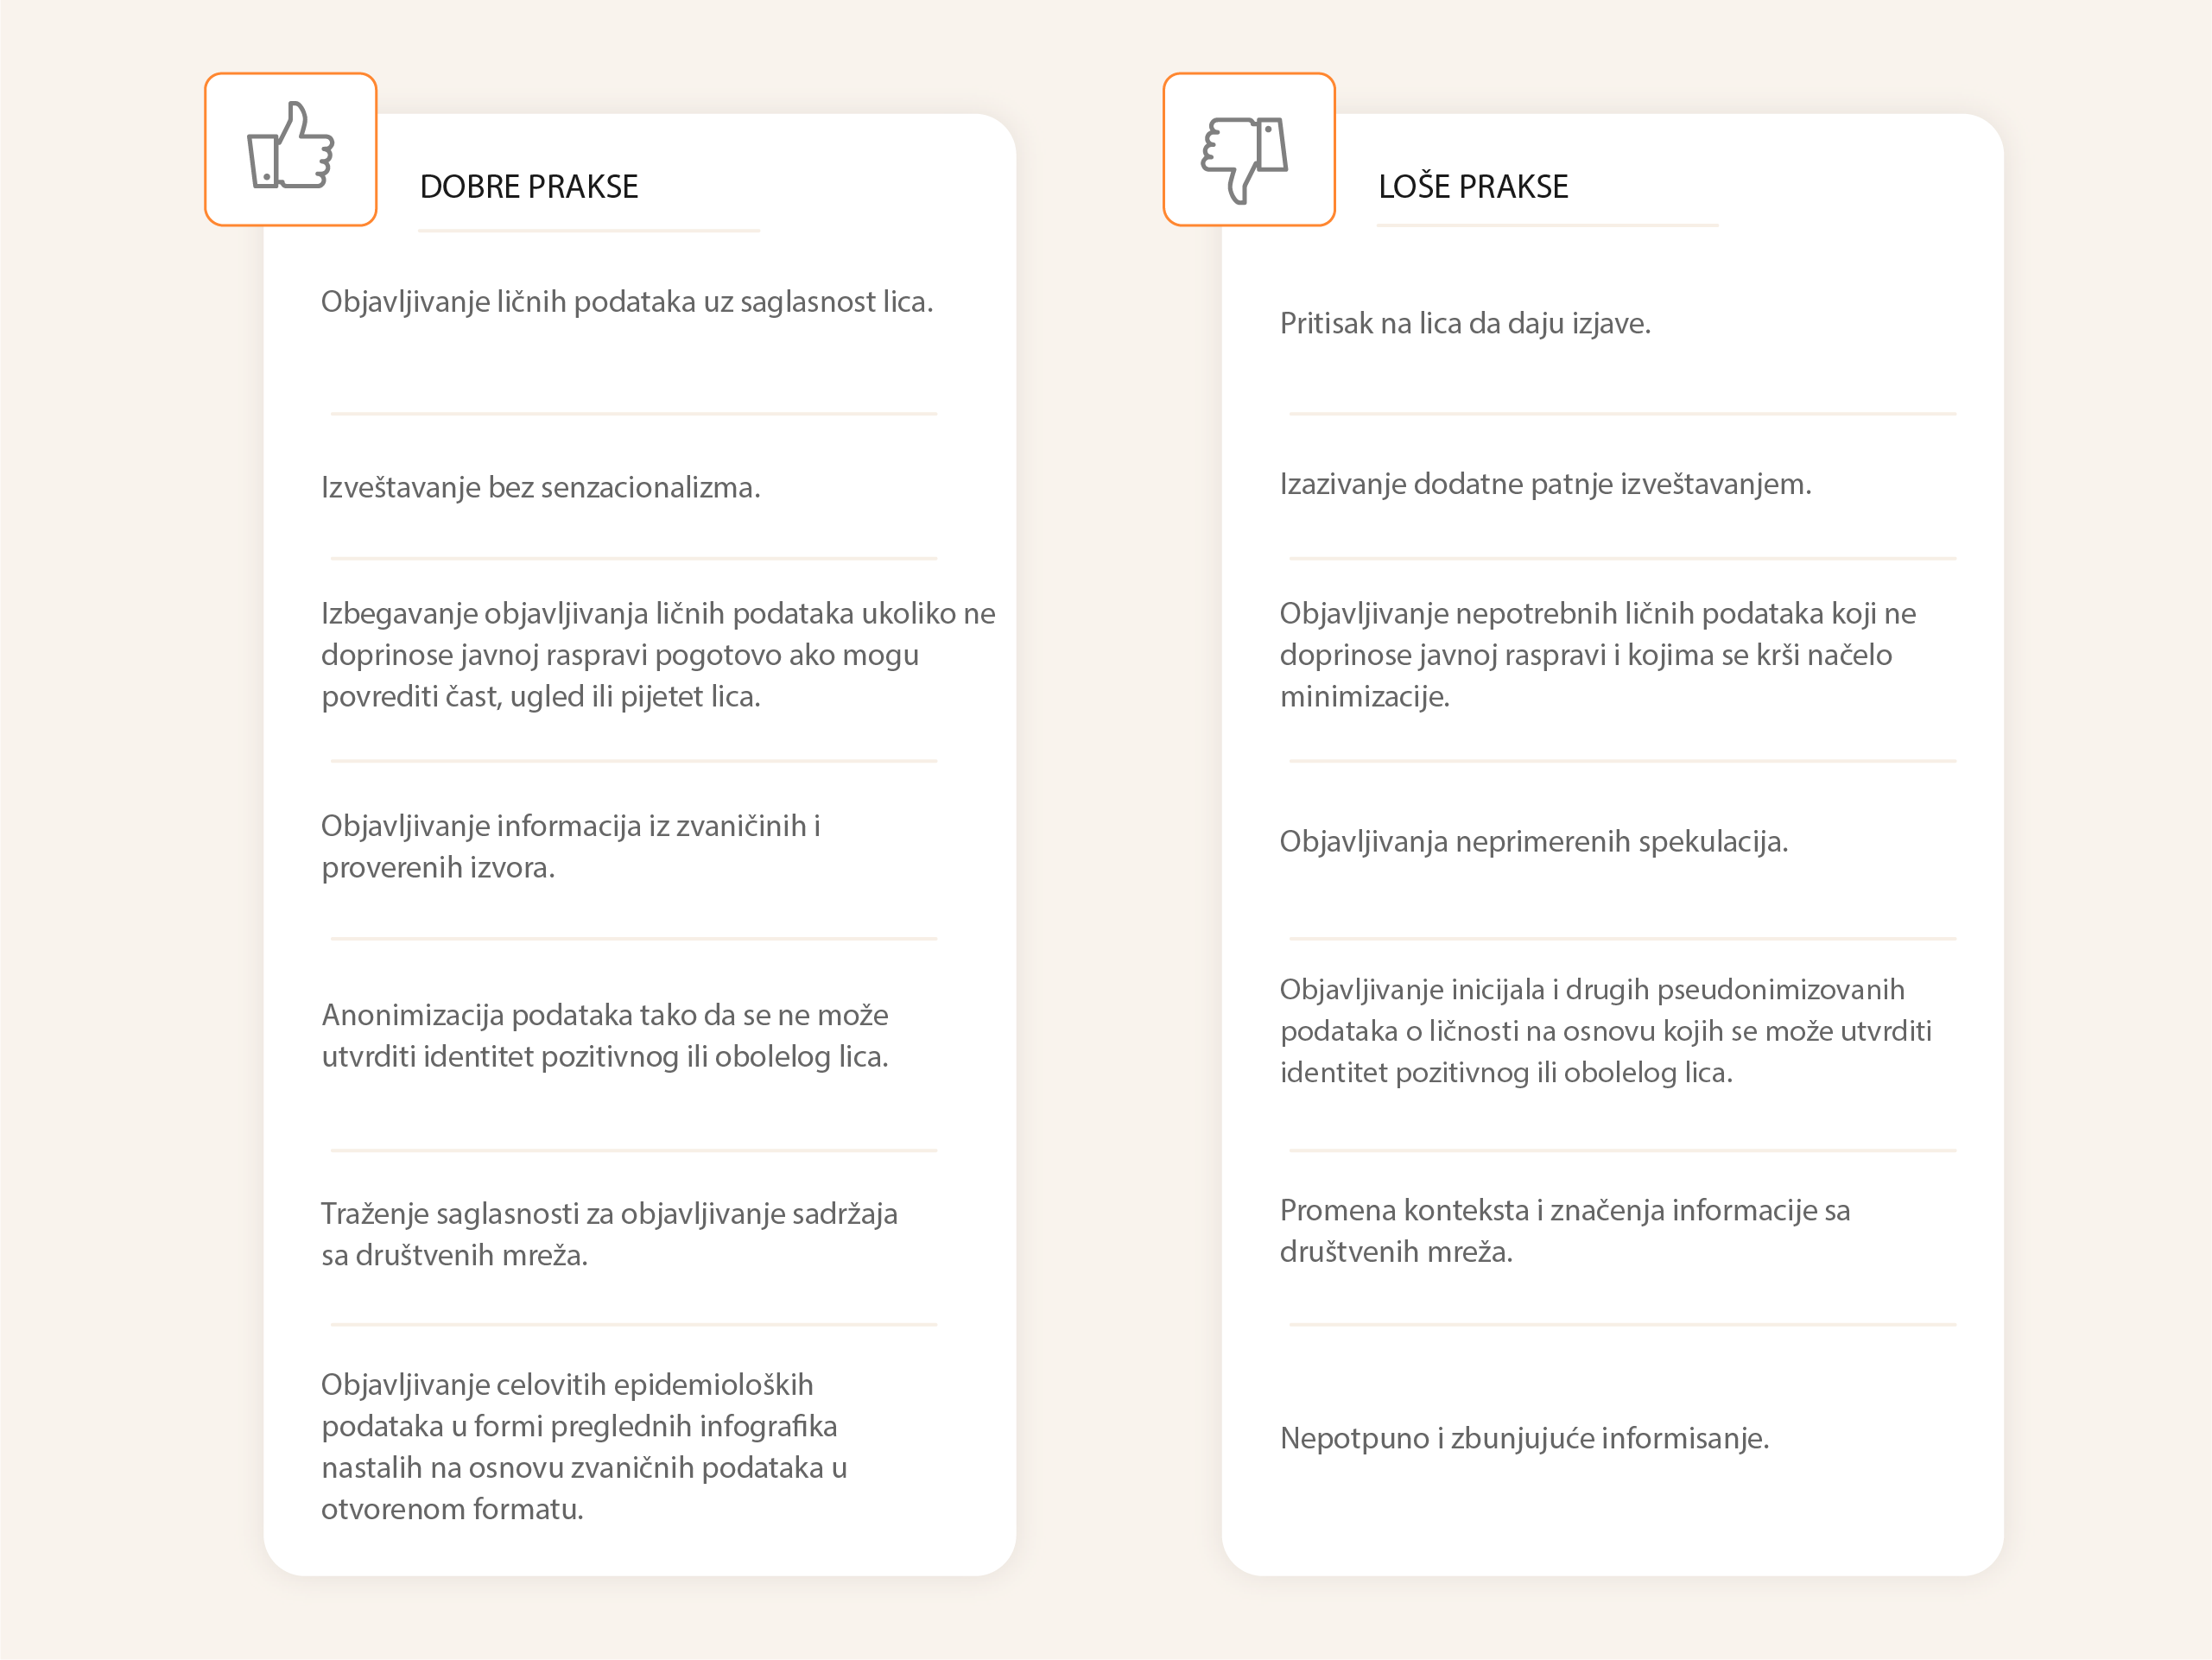 DOBRE PRAKSE
Objavljivanje ličnih podataka uz saglasnost lica.
Izveštavanje bez senzacionalizma.
Izbegavanje objavljivanja ličnih podataka ukoliko ne
doprinose javnoj raspravi pogotovo ako mogu
povrediti čast, ugled ili pijetet lica.
Objavljivanje informacija iz zvaničinih i
proverenih izvora.
Anonimizacija podataka tako da se ne može
utvrditi identitet pozitivnog ili obolelog lica.
Traženje saglasnosti za objavljivanje sadržaja
sa društvenih mreža.
Objavljivanje celovitih epidemioloških
podataka u formi preglednih infografika
nastalih na osnovu zvaničnih podataka u
otvorenom formatu.
LOŠE PRAKSE
Pritisak na lica da daju izjave.
Izazivanje dodatne patnje izveštavanjem.
Objavljivanje nepotrebnih ličnih podataka koji ne
doprinose javnoj raspravi i kojima se krši načelo
minimizacije.
Objavljivanja neprimerenih spekulacija.
Objavljivanje inicijala i drugih pseudonimizovanih
podataka o ličnosti na osnovu kojih se može utvrditi
identitet pozitivnog ili obolelog lica.
Promena konteksta i značenja informacije sa
društvenih mreža.
Nepotpuno i zbunjujuće informisanje.